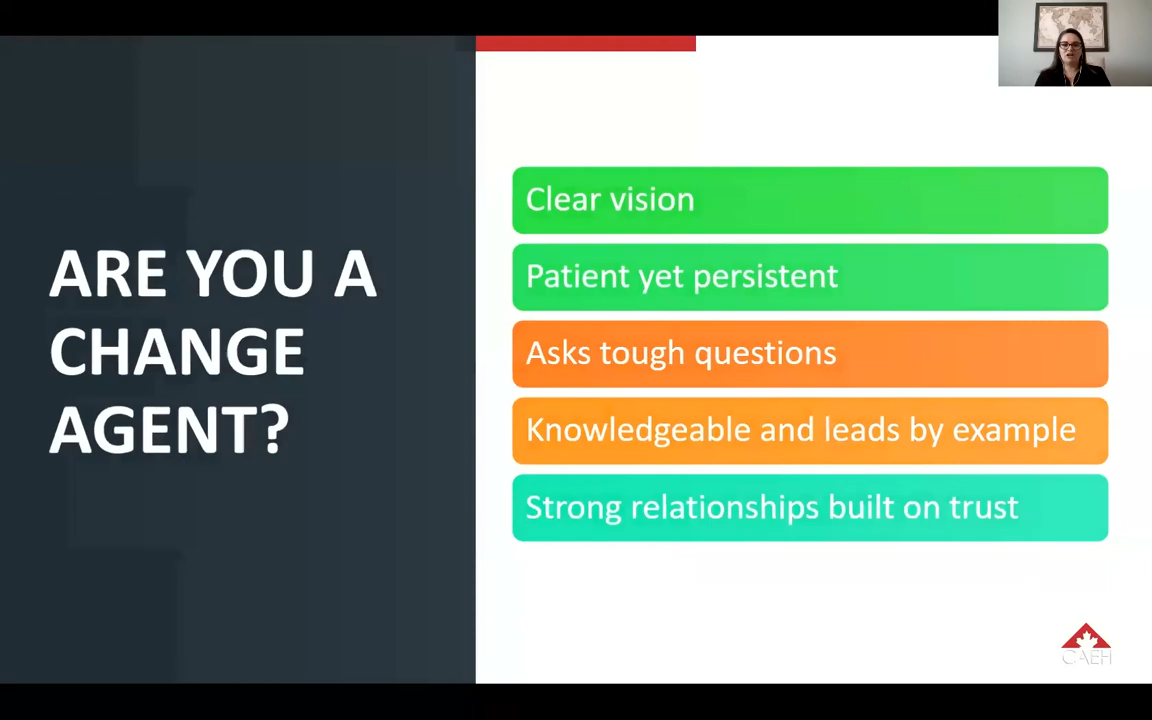 ARE YOU A
CHANGE
AGENT?
Clear vision
Patient yet persistent
Asks tough questions
Knowledgeable and leads by example
Strong relationships built on trust
CAEH